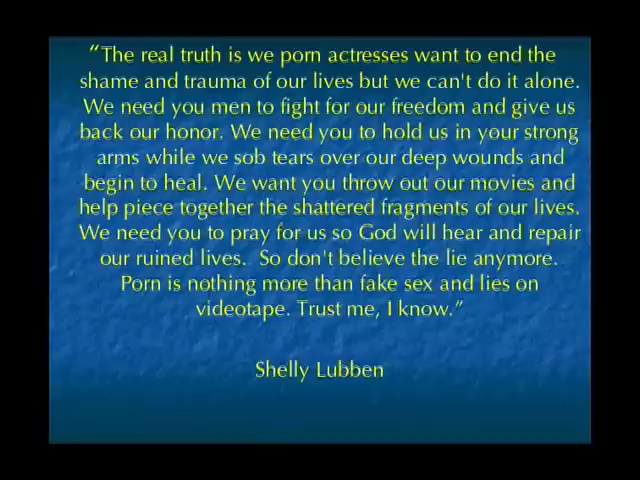 “The real truth is we porn actresses want to end the
shame and trauma of our lives but we can't do it alone.
We need you men to fight for our freedom and give us
back our honor. We need you to hold us in your strong
arms while we sob tears over our deep wounds and
begin to heal. We want you throw out our movies and
help piece together the shattered fragments of our lives.
We need you to pray for us so God will hear and repair
our ruined lives.  So don't believe the lie anymore.
Porn is nothing more than fake sex and lies on
videotape. Trust me, I know.”
Shelly Lubben